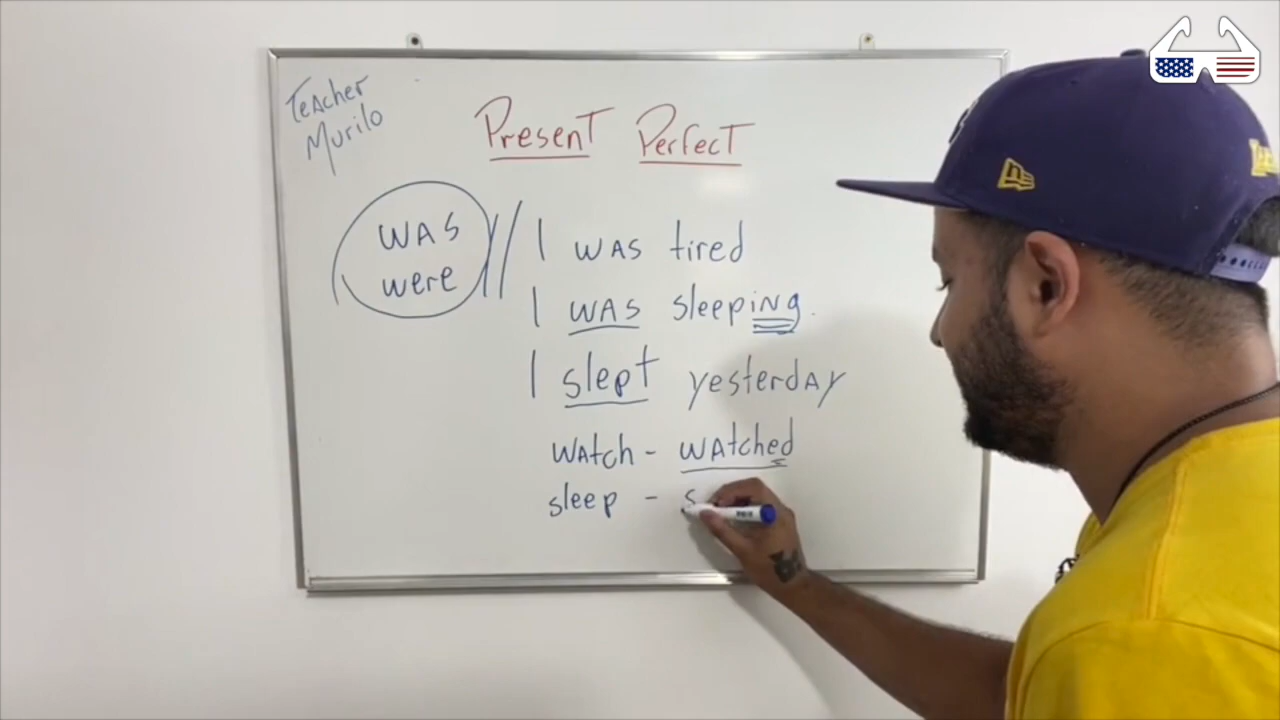 Teacher
Murilo
Present Perfect
was
were
I was tired
I was sleeping.
I slept yesterday
watch - watched
sleep - s